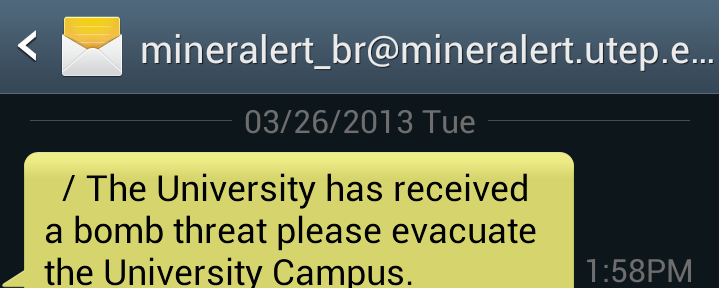 mineralert_br@mineralert.utep.e...
03/26/2013 Tue
/ The University has received
a bomb threat please evacuate
the University Campus.
1:58PM